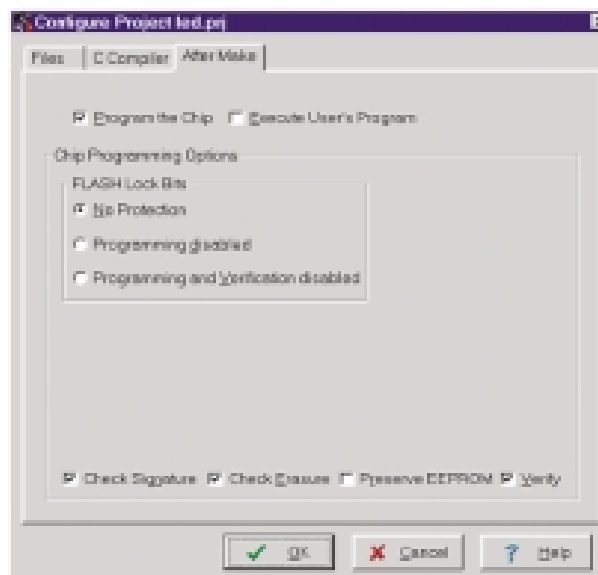 Configure Project led.prj
Files C Compiler After Make
Program the Chip Execute User's Program
Chip Programming Options
FLASH Lock Bits
No Protection
Programming disabled
Programming and Verification disabled
Check Signature Check Erasure Preserve EEPROM Verify
OK Cancel Help